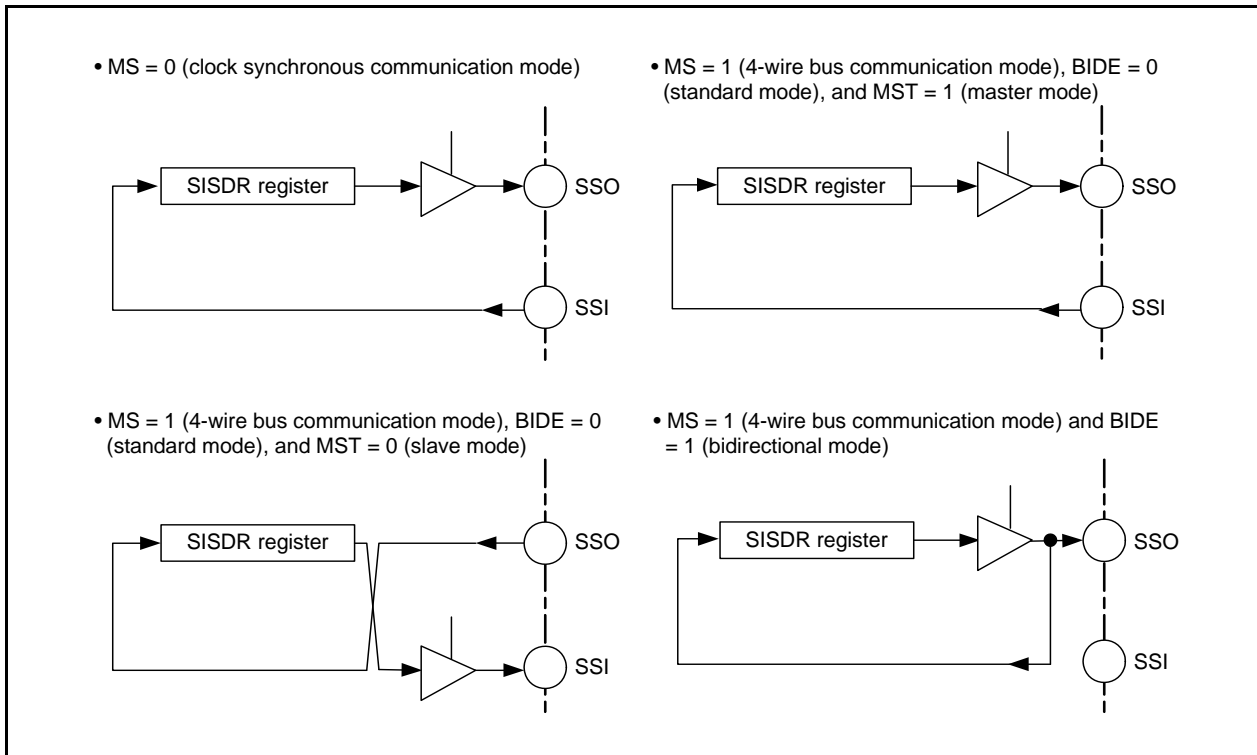 • MS = 0 (clock synchronous communication mode)
SISDR register
SSO
SSI
• MS = 1 (4-wire bus communication mode), BIDE = 0
(standard mode), and MST = 1 (master mode)
SISDR register
SSO
SSI
• MS = 1 (4-wire bus communication mode), BIDE = 0
(standard mode), and MST = 0 (slave mode)
SISDR register
SSO
SSI
• MS = 1 (4-wire bus communication mode) and BIDE
= 1 (bidirectional mode)
SISDR register
SSO
SSI